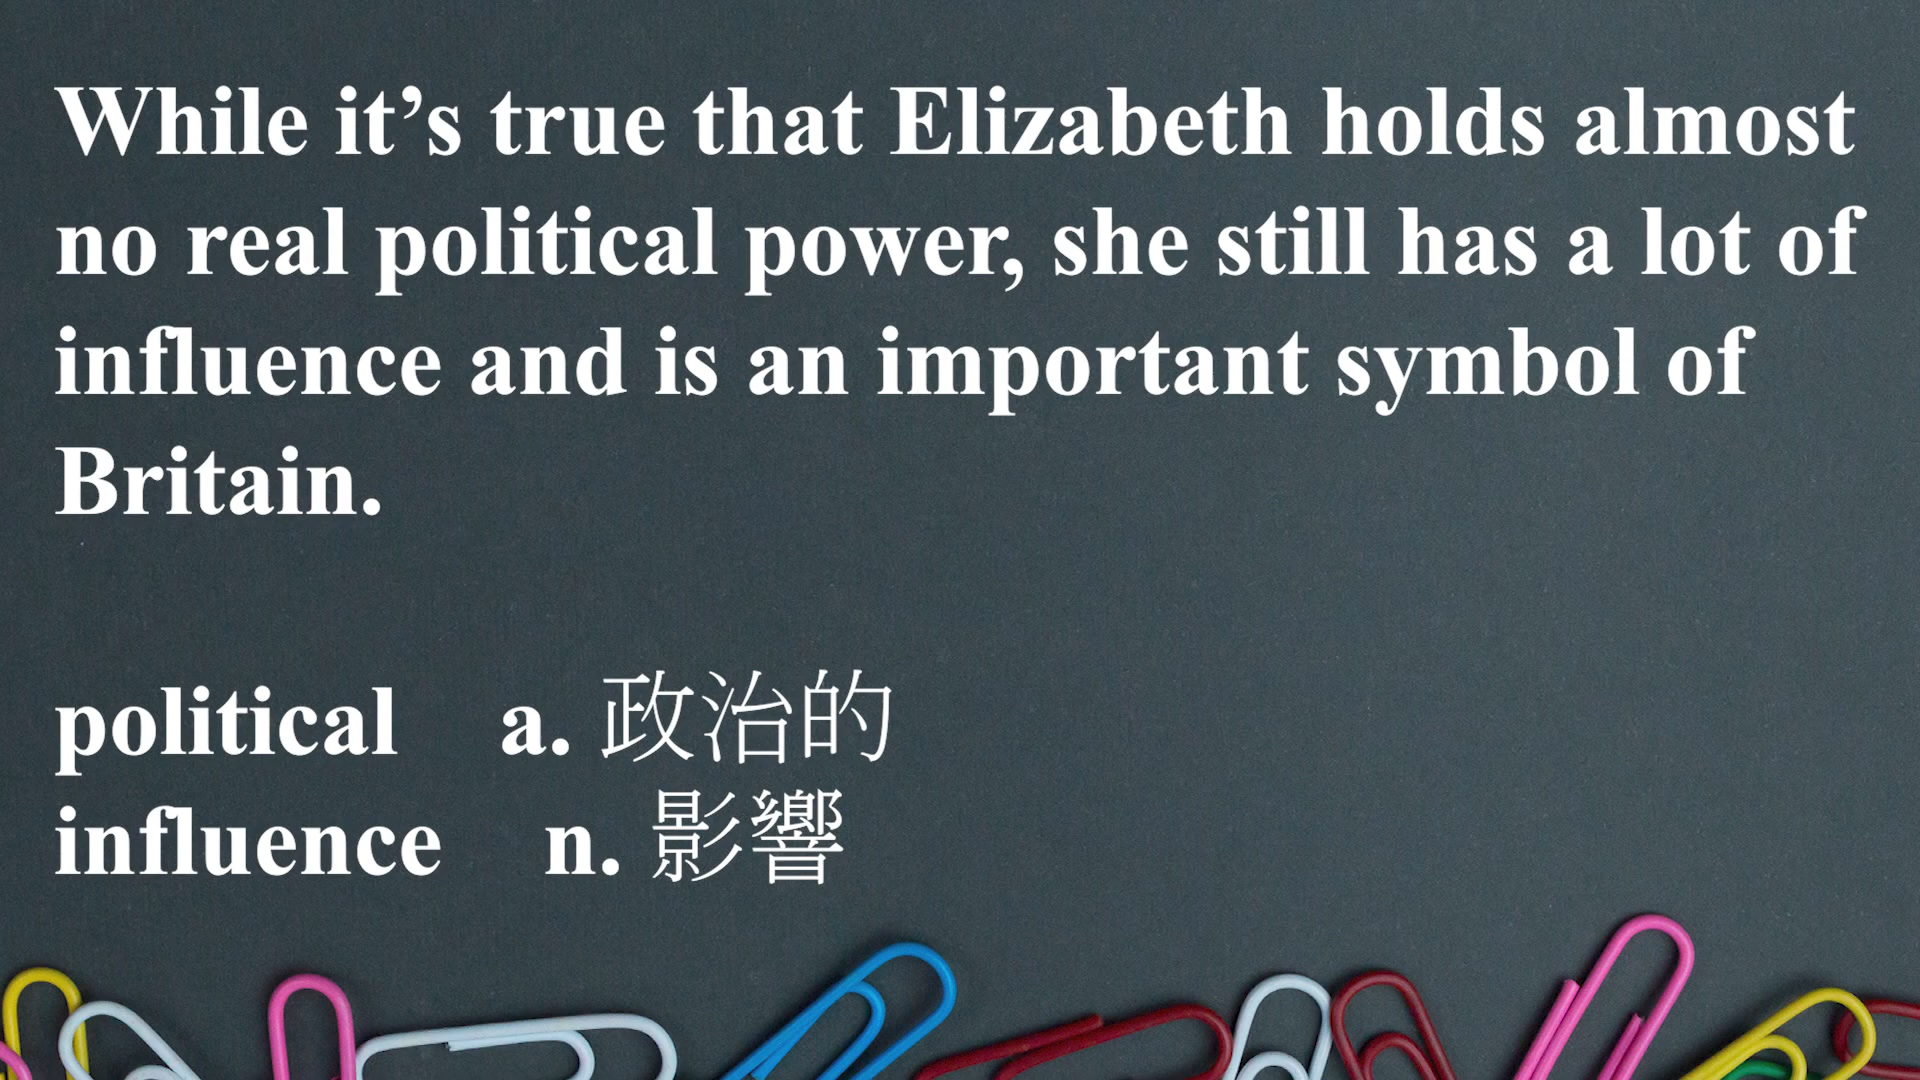 While it’s true that Elizabeth holds almost
no real political power, she still has a lot of
influence and is an important symbol of
Britain.
political a. 政治的
influence n. 影響